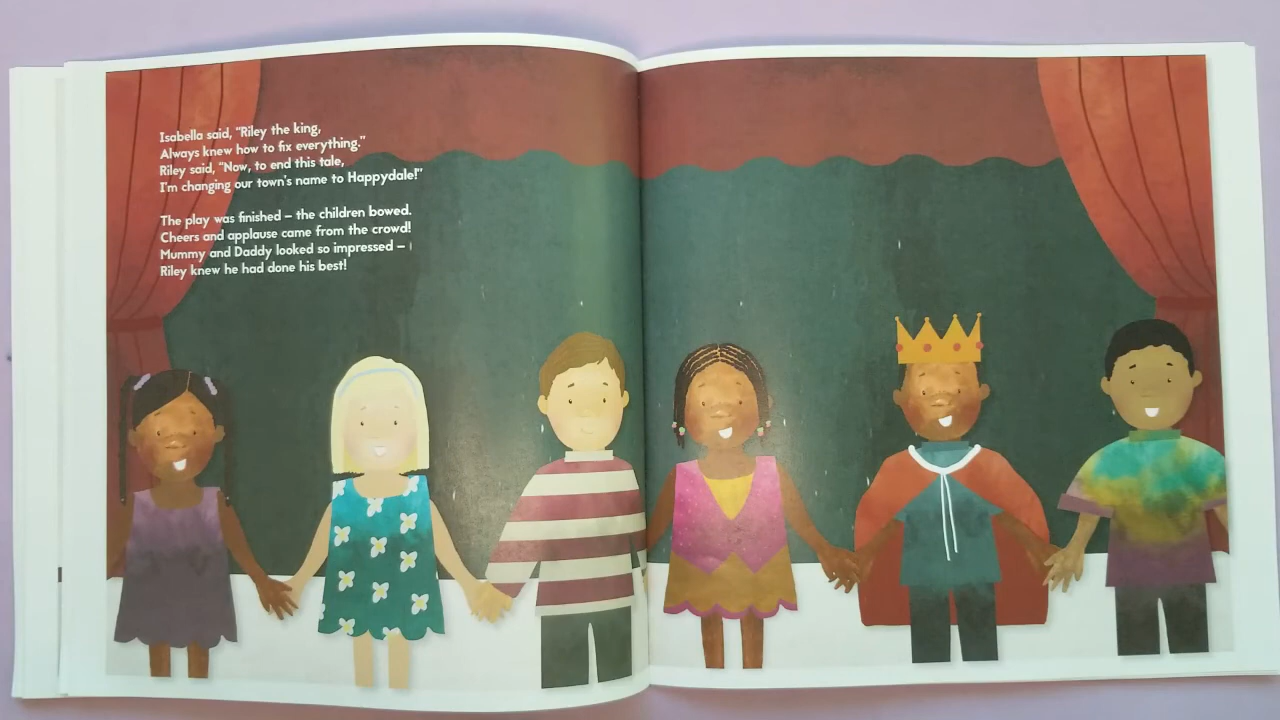 Isabella said, "Riley the king,
Always knew how to fix everything."
Riley said, "Now, to end this tale,
I'm changing our town's name to Happydale!"
The play was finished – the children bowed.
Cheers and applause came from the crowd!
Mummy and Daddy looked so impressed –
Riley knew he had done his best!